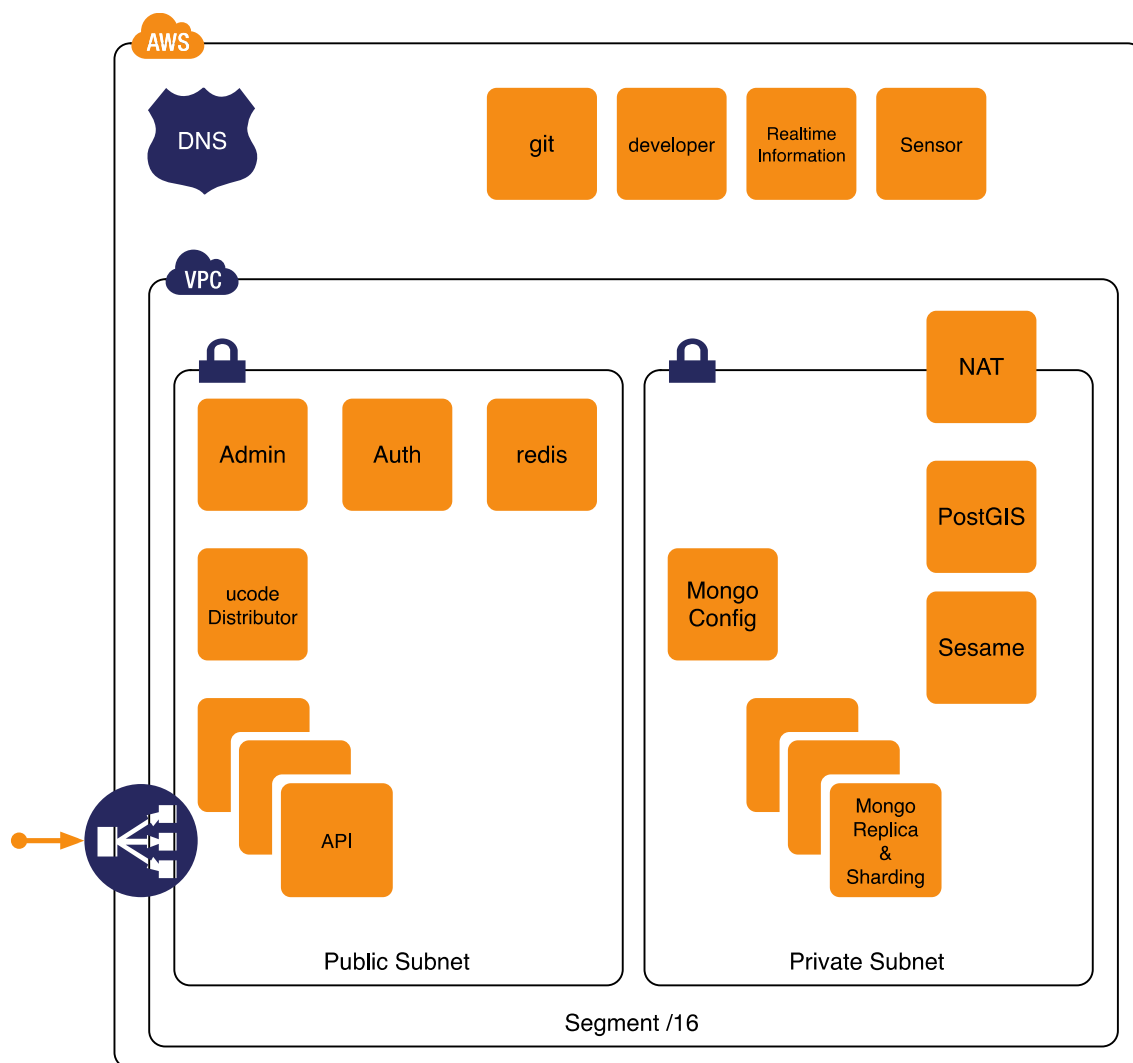 AWS
DNS
git
developer
Realtime
Information
Sensor
VPC
NAT
Admin
Auth
redis
PostGIS
ucode
Distributor
Mongo
Config
Sesame
API
Mongo
Replica
&
Sharding
Public Subnet
Private Subnet
Segment /16